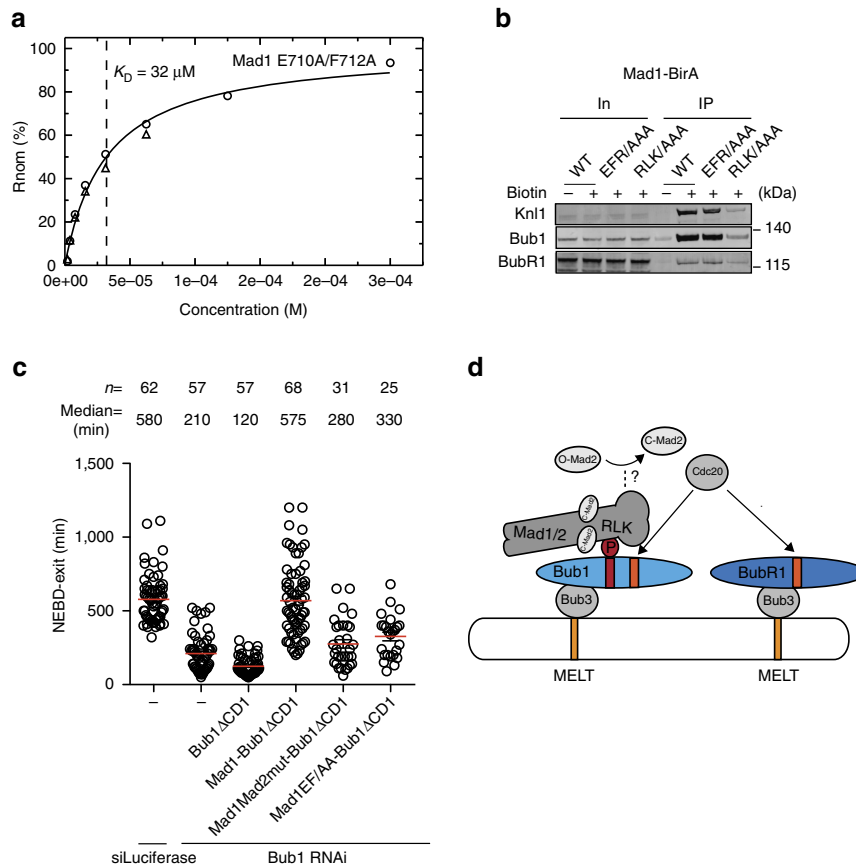 a
100
80
60
40
20
0
Rnom (%)
K_D = 32 µM
Mad1 E710A/F712A
0e+00 5e–05 1e–04 2e–04 2e–04 3e–04
Concentration (M)
b
Mad1-BirA
In IP
WT EFR/AAA RLK/AAA WT EFR/AAA RLK/AAA
Biotin – + + + – + + + (kDa)
Knl1
Bub1
BubR1
140
115
c
n= 62 57 57 68 31 25
Median= 580 210 120 575 280 330
(min)
1,500
1,000
500
0
NEBD-exit (min)
–
–
Bub1ΔCD1
Mad1-Bub1ΔCD1
Mad1Mad2mut-Bub1ΔCD1
Mad1EF/AA-Bub1ΔCD1
siLuciferase Bub1 RNAi
d
C-Mad2
O-Mad2
?
Cdc20
C-Mad2
Mad1/2 RLK
C-Mad2
P
Bub1 BubR1
Bub3 Bub3
MELT MELT